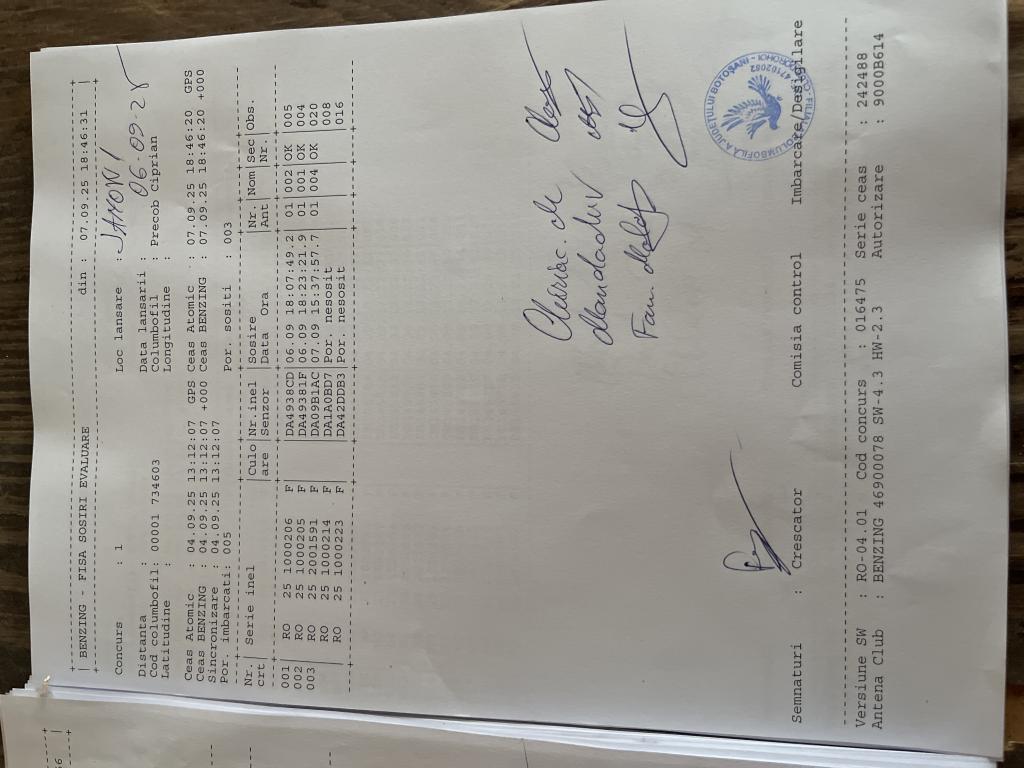 +--------------------------------------------------------------------------+
| BENZING - FISA SOSIRI EVALUARE din : 07.09.25 18:46:31 |
+--------------------------------------------------------------------------+
Concurs : 1 Loc lansare :
Distanta : Data lansarii : 06-09-25
Cod columbofil: 00001 734603 Columbofil : Precob Ciprian
Latitudine : Longitudine :
Ceas Atomic : 04.09.25 13:12:07 GPS Ceas Atomic : 07.09.25 18:46:20 GPS
Ceas BENZING : 04.09.25 13:12:07 +000 Ceas BENZING : 07.09.25 18:46:20 +000
Sincronizare : 04.09.25 13:12:07
Por. imbarcati: 005 Por. sositi : 003
Nr.| Serie inel |Culo|Nr.inel |Sosire |Nr.|Nom|Sec|Obs.
crt| |are |Senzor |Data Ora |Ant| |Nr.|
001 | RO 25 1000206 F | |DA4938CD|06.09 18:07:49.2| 01|002|OK |005
002 | RO 25 1000205 F | |DA49381F|06.09 18:23:21.9| 01|001|OK |004
003 | RO 25 2001591 F | |DA09B1AC|07.09 15:37:57.7| 01|004|OK |020
| RO 25 1000214 F | |DA1A0BD7|Por. nesosit | | | |008
| RO 25 1000223 F | |DA42DDB3|Por. nesosit | | | |016
Semnaturi : Crescator Comisia control Imbarcare/Desigilare
Versiune SW : RO-04.01 Cod concurs : 016475 Serie ceas : 242488
Antena Club : BENZING 46900078 SW-4.3 HW-2.3 Autorizare : 9000B614